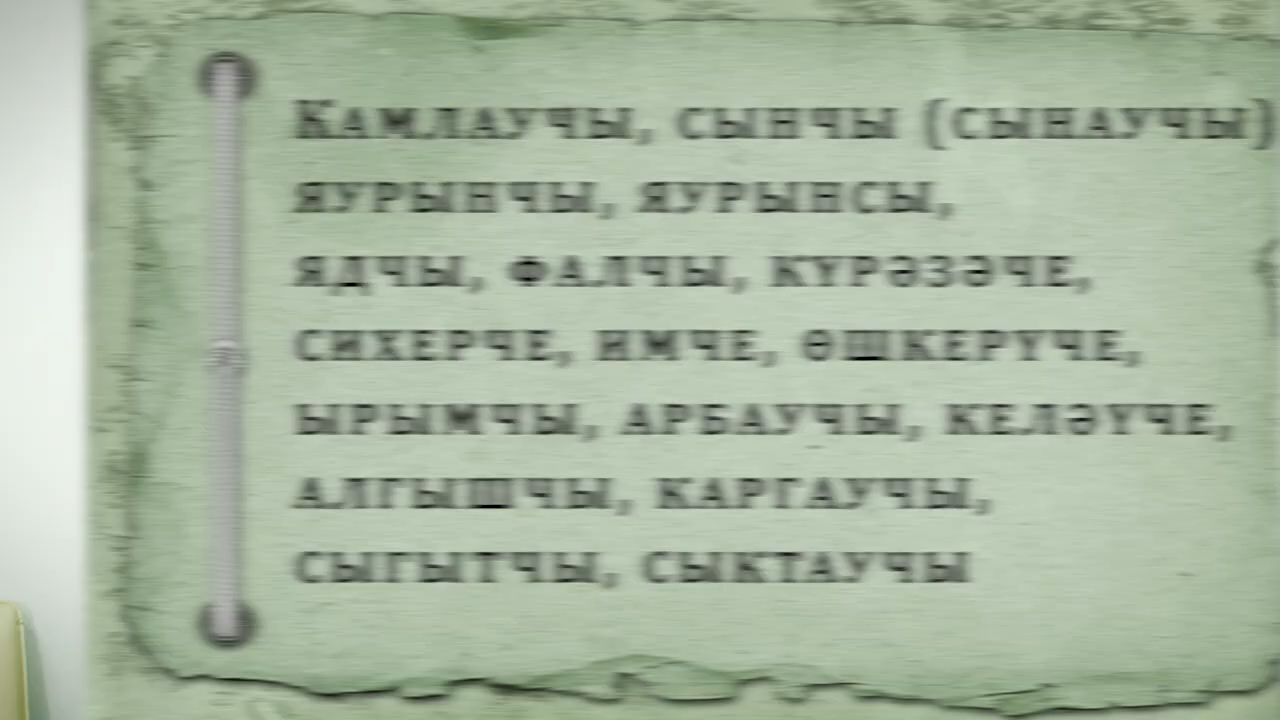 Камлаучы, сынчы (сынаучы)
яурынчы, яурынсы,
ядчы, фалчы, күрәзәче,
сихерче, имче, өшкерүче,
ырымчы, арбаучы, келәүче,
алгышчы, каргаучы,
сыгытчы, сыктаучы